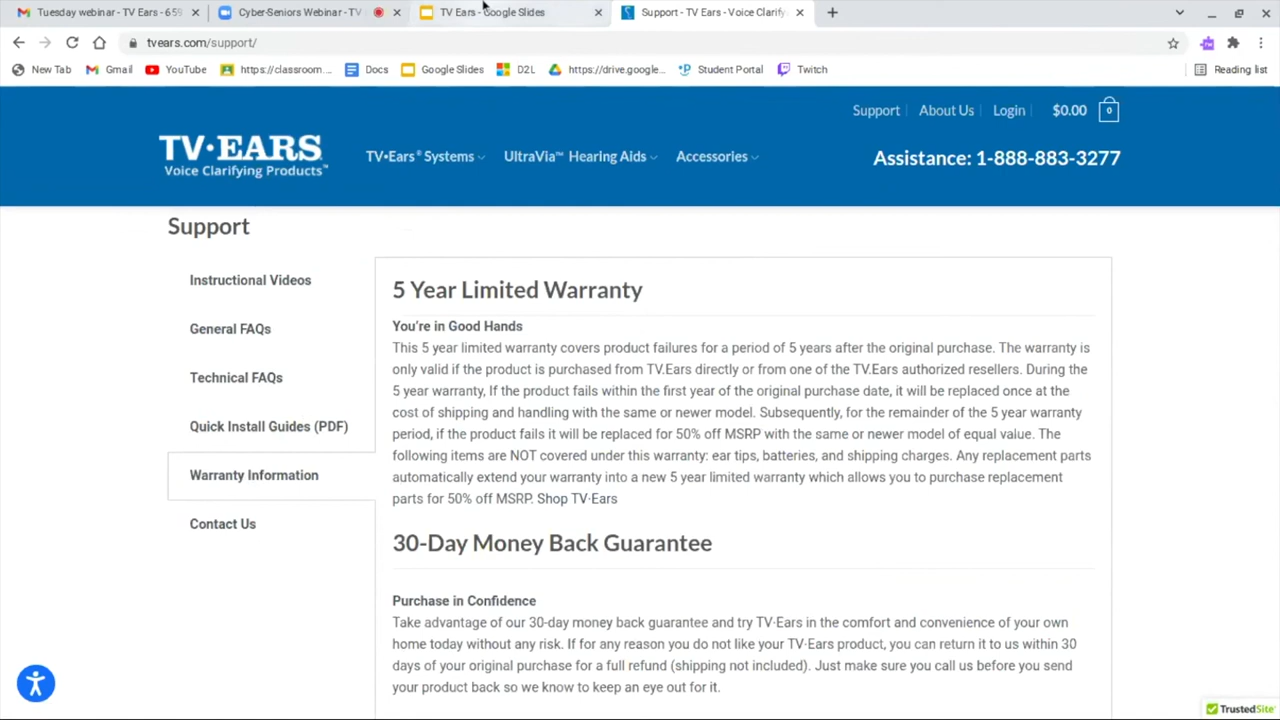 Tuesday webinar - TV Ears - 659
Cyber-Seniors Webinar - TV
TV Ears - Google Slides
Support - TV Ears - Voice Clarify
tvears.com/support/
New Tab
Gmail
YouTube
https://classroom....
Docs
Google Slides
D2L
https://drive.google...
Student Portal
Twitch
Reading list
Support
About Us
Login
$0.00
0
TV·EARS
Voice Clarifying Products™
TV•Ears® Systems
UltraVia™ Hearing Aids
Accessories
Assistance: 1-888-883-3277
Support
Instructional Videos
General FAQs
Technical FAQs
Quick Install Guides (PDF)
Warranty Information
Contact Us
5 Year Limited Warranty
You're in Good Hands
This 5 year limited warranty covers product failures for a period of 5 years after the original purchase. The warranty is
only valid if the product is purchased from TV.Ears directly or from one of the TV.Ears authorized resellers. During the
5 year warranty, If the product fails within the first year of the original purchase date, it will be replaced once at the
cost of shipping and handling with the same or newer model. Subsequently, for the remainder of the 5 year warranty
period, if the product fails it will be replaced for 50% off MSRP with the same or newer model of equal value. The
following items are NOT covered under this warranty: ear tips, batteries, and shipping charges. Any replacement parts
automatically extend your warranty into a new 5 year limited warranty which allows you to purchase replacement
parts for 50% off MSRP. Shop TV·Ears
30-Day Money Back Guarantee
Purchase in Confidence
Take advantage of our 30-day money back guarantee and try TV·Ears in the comfort and convenience of your own
home today without any risk. If for any reason you do not like your TV·Ears product, you can return it to us within 30
days of your original purchase for a full refund (shipping not included). Just make sure you call us before you send
your product back so we know to keep an eye out for it.
TrustedSite